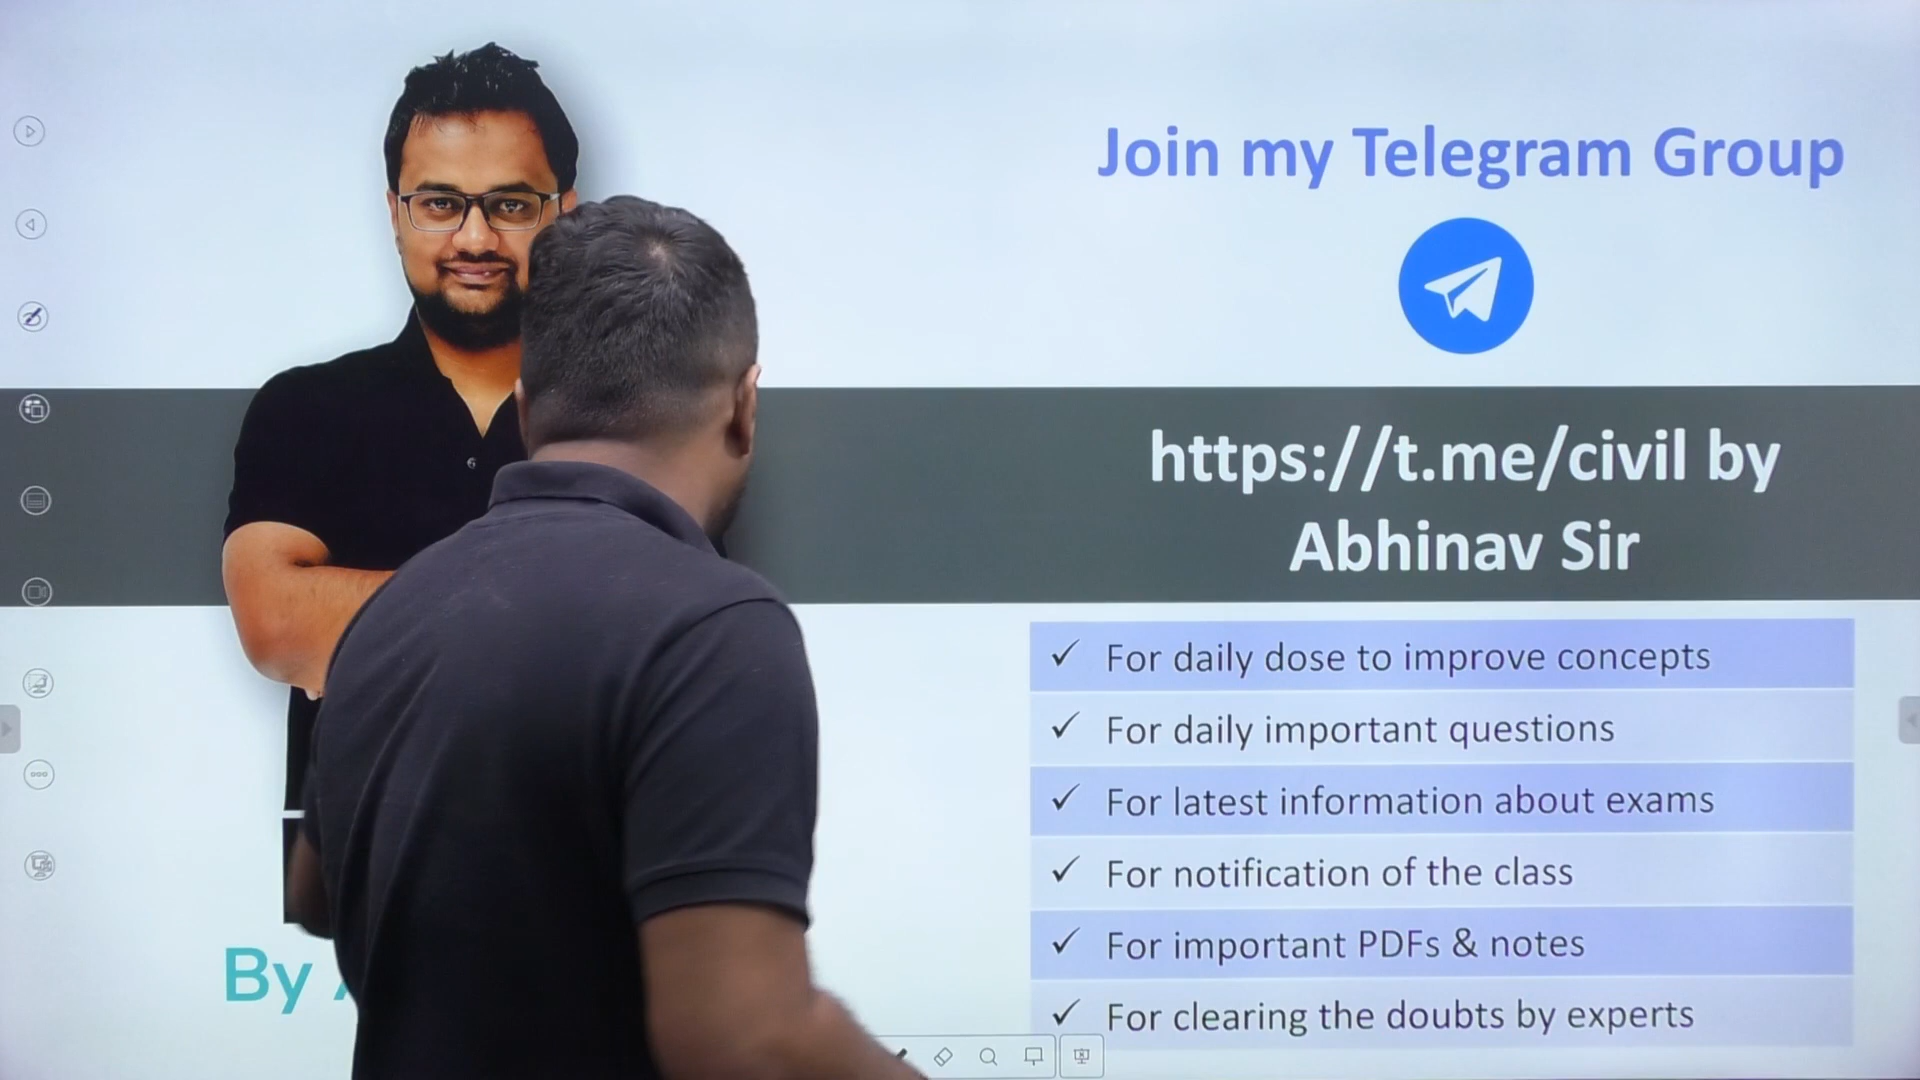 Join my Telegram Group
https://t.me/civil by
Abhinav Sir
✓ For daily dose to improve concepts
✓ For daily important questions
✓ For latest information about exams
✓ For notification of the class
✓ For important PDFs & notes
✓ For clearing the doubts by experts
By